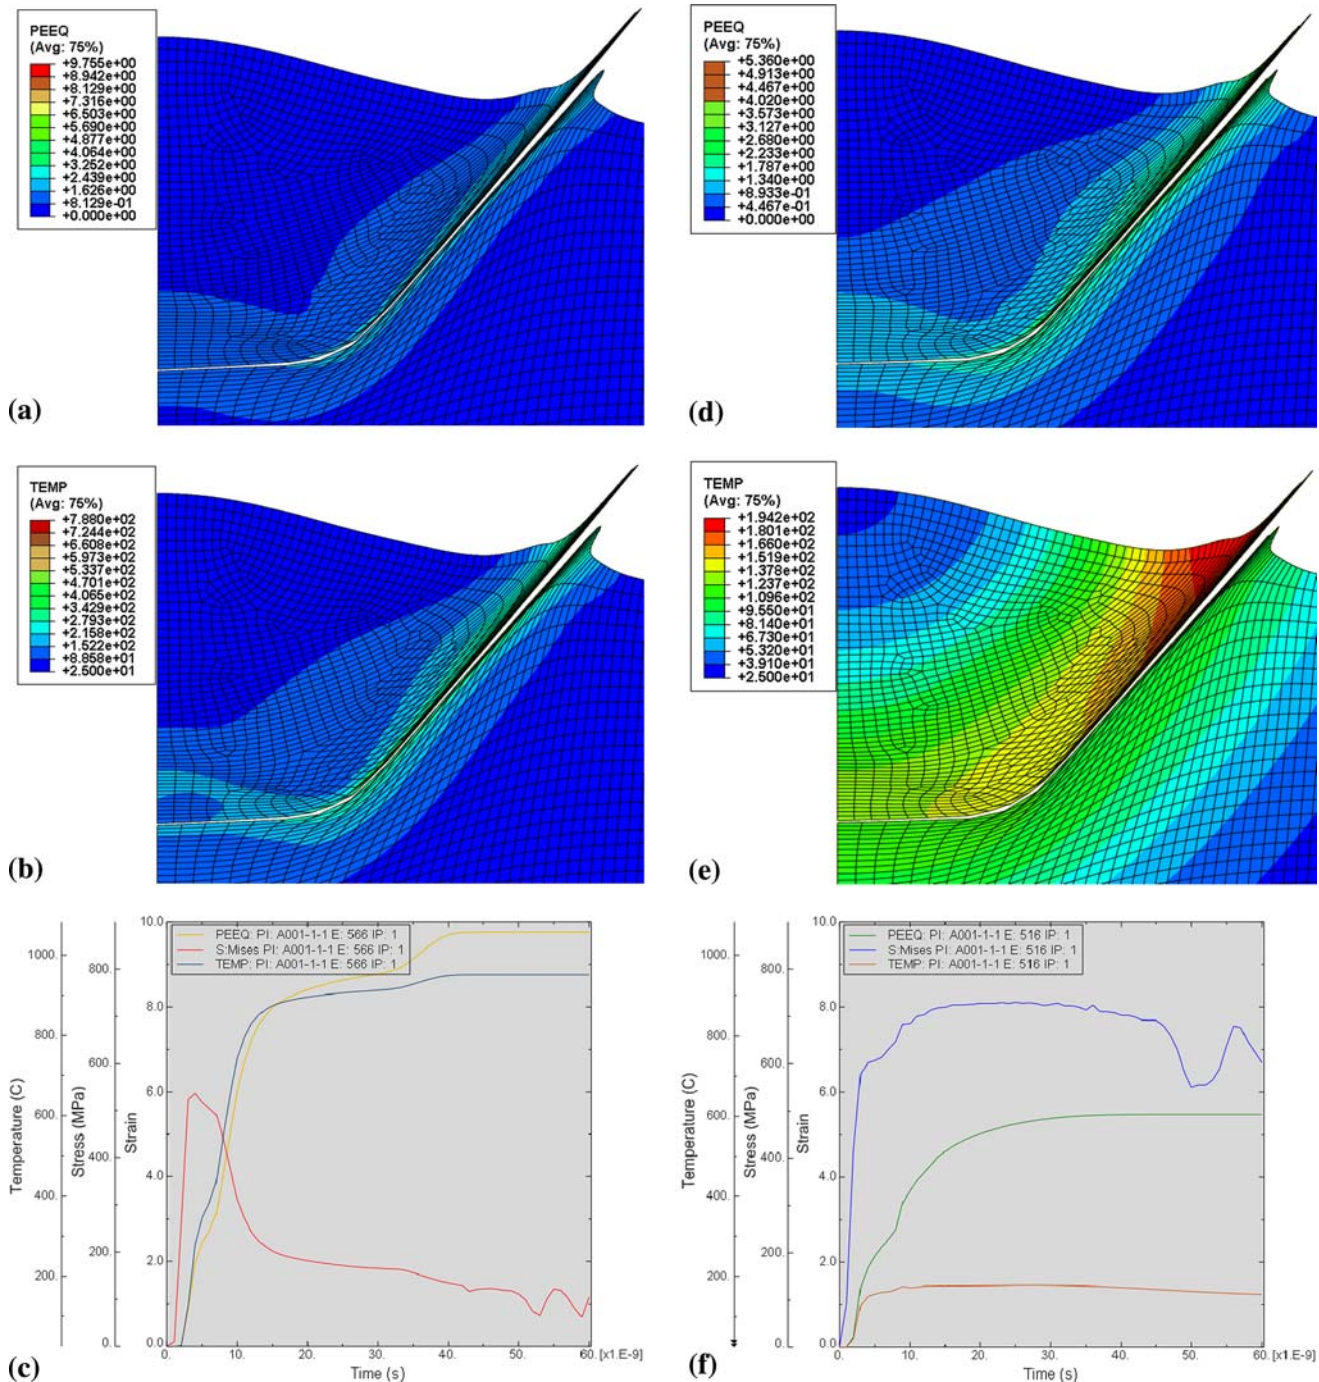 PEEQ
(Avg: 75%)
+9.755e+00
+8.942e+00
+8.129e+00
+7.316e+00
+6.503e+00
+5.690e+00
+4.877e+00
+4.064e+00
+3.252e+00
+2.439e+00
+1.626e+00
+8.129e-01
+0.000e+00
(a)
PEEQ
(Avg: 75%)
+5.360e+00
+4.913e+00
+4.467e+00
+4.020e+00
+3.573e+00
+3.127e+00
+2.680e+00
+2.233e+00
+1.787e+00
+1.340e+00
+8.933e-01
+4.467e-01
+0.000e+00
(d)
TEMP
(Avg: 75%)
+7.880e+02
+7.244e+02
+6.608e+02
+5.973e+02
+5.337e+02
+4.701e+02
+4.065e+02
+3.429e+02
+2.793e+02
+2.158e+02
+1.522e+02
+8.858e+01
+2.500e+01
(b)
TEMP
(Avg: 75%)
+1.942e+02
+1.801e+02
+1.660e+02
+1.519e+02
+1.378e+02
+1.237e+02
+1.096e+02
+9.550e+01
+8.140e+01
+6.730e+01
+5.320e+01
+3.910e+01
+2.500e+01
(e)
PEEQ: PI: A001-1-1 E: 566 IP: 1
S:Mises PI: A001-1-1 E: 566 IP: 1
TEMP: PI: A001-1-1 E: 566 IP: 1
Temperature (C)
1000.
800.
600.
400.
200.
Stress (MPa)
800.
600.
400.
200.
0.
Strain
10.0
8.0
6.0
4.0
2.0
0.0
0. 10. 20. 30. 40. 50. 60. [x1.E-9]
Time (s)
(c)
PEEQ: PI: A001-1-1 E: 516 IP: 1
S:Mises PI: A001-1-1 E: 516 IP: 1
TEMP: PI: A001-1-1 E: 516 IP: 1
Temperature (C)
1000.
800.
600.
400.
200.
Stress (MPa)
800.
600.
400.
200.
0.
Strain
10.0
8.0
6.0
4.0
2.0
0.0
0. 10. 20. 30. 40. 50. 60. [x1.E-9]
Time (s)
(f)